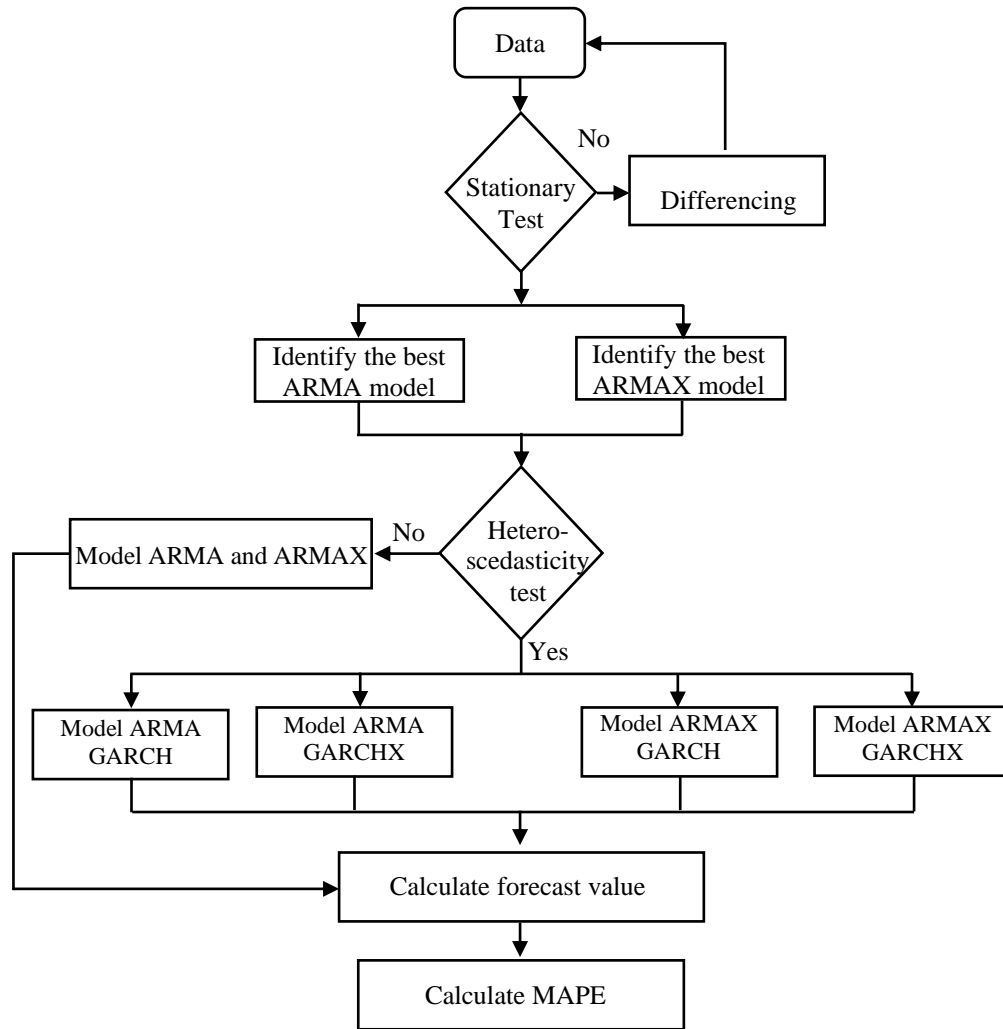 Data
No
Stationary
Test
Differencing
Identify the best
ARMA model
Identify the best
ARMAX model
No
Model ARMA and ARMAX
Hetero-
scedasticity
test
Yes
Model ARMA
GARCH
Model ARMA
GARCHX
Model ARMAX
GARCH
Model ARMAX
GARCHX
Calculate forecast value
Calculate MAPE